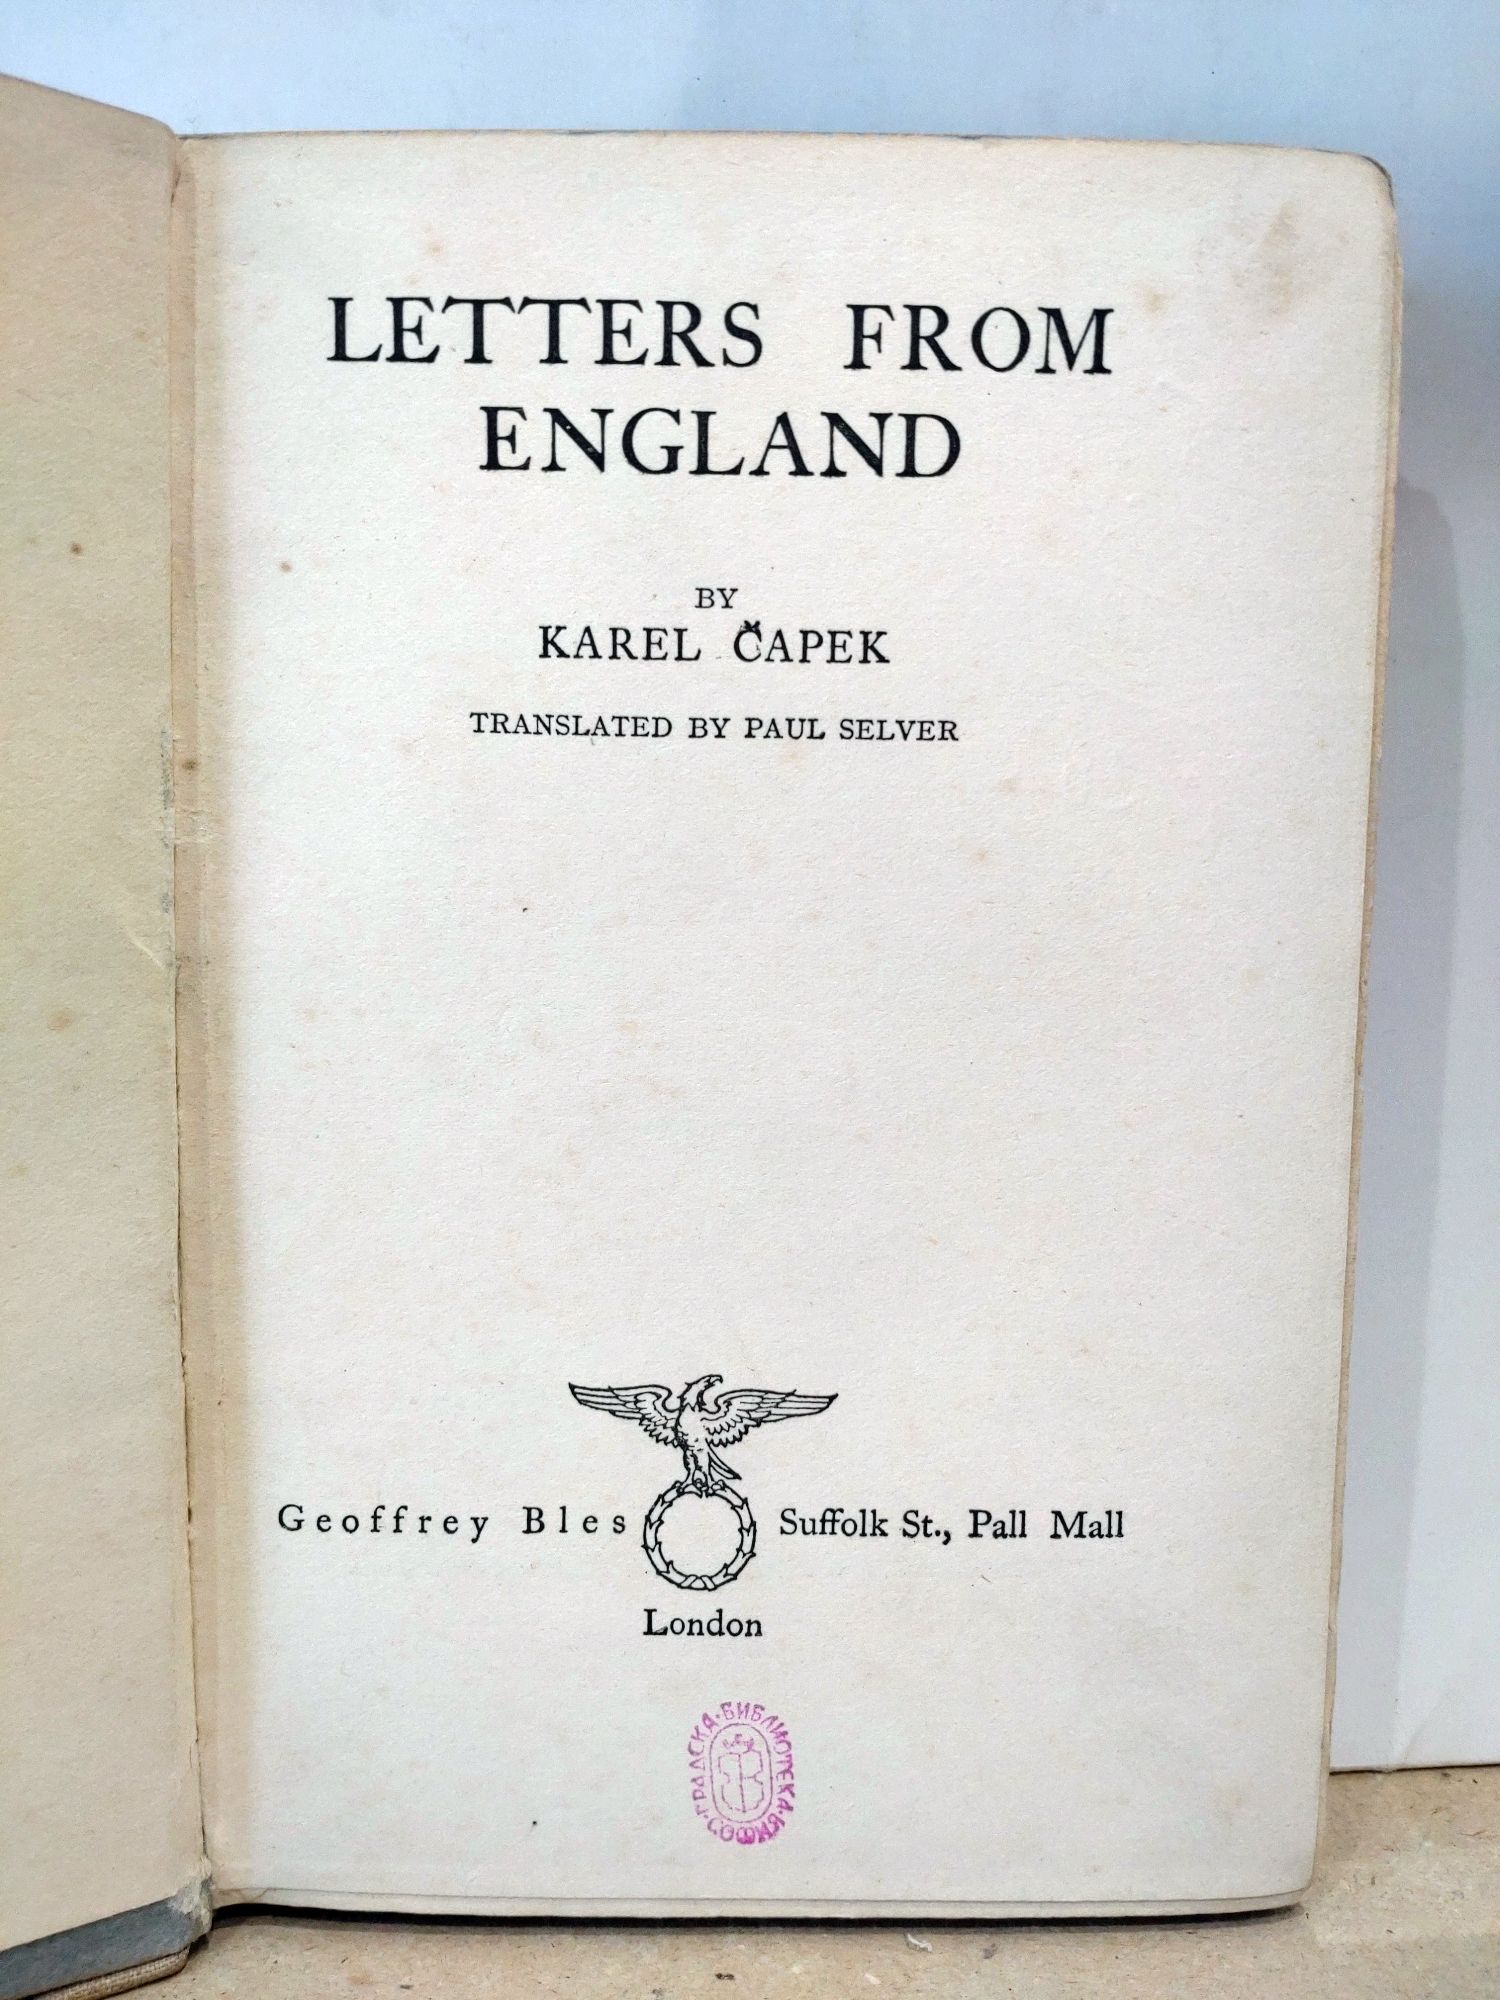 LETTERS FROM
ENGLAND
BY
KAREL ČAPEK
TRANSLATED BY PAUL SELVER
Geoffrey Bles Suffolk St., Pall Mall
London
ГРАДСКА·БИБЛИОТЕКА·